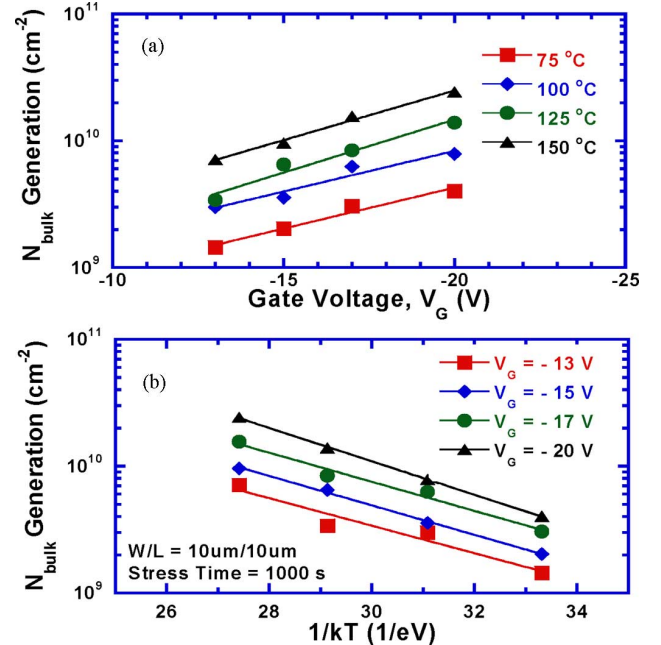 (a)
N_bulk Generation (cm⁻²)
10¹¹
10¹⁰
10⁹
75 °C
100 °C
125 °C
150 °C
-10 -15 -20 -25
Gate Voltage, V_G (V)
(b)
N_bulk Generation (cm⁻²)
10¹¹
10¹⁰
10⁹
V_G = - 13 V
V_G = - 15 V
V_G = - 17 V
V_G = - 20 V
W/L = 10um/10um
Stress Time = 1000 s
26 28 30 32 34
1/kT (1/eV)